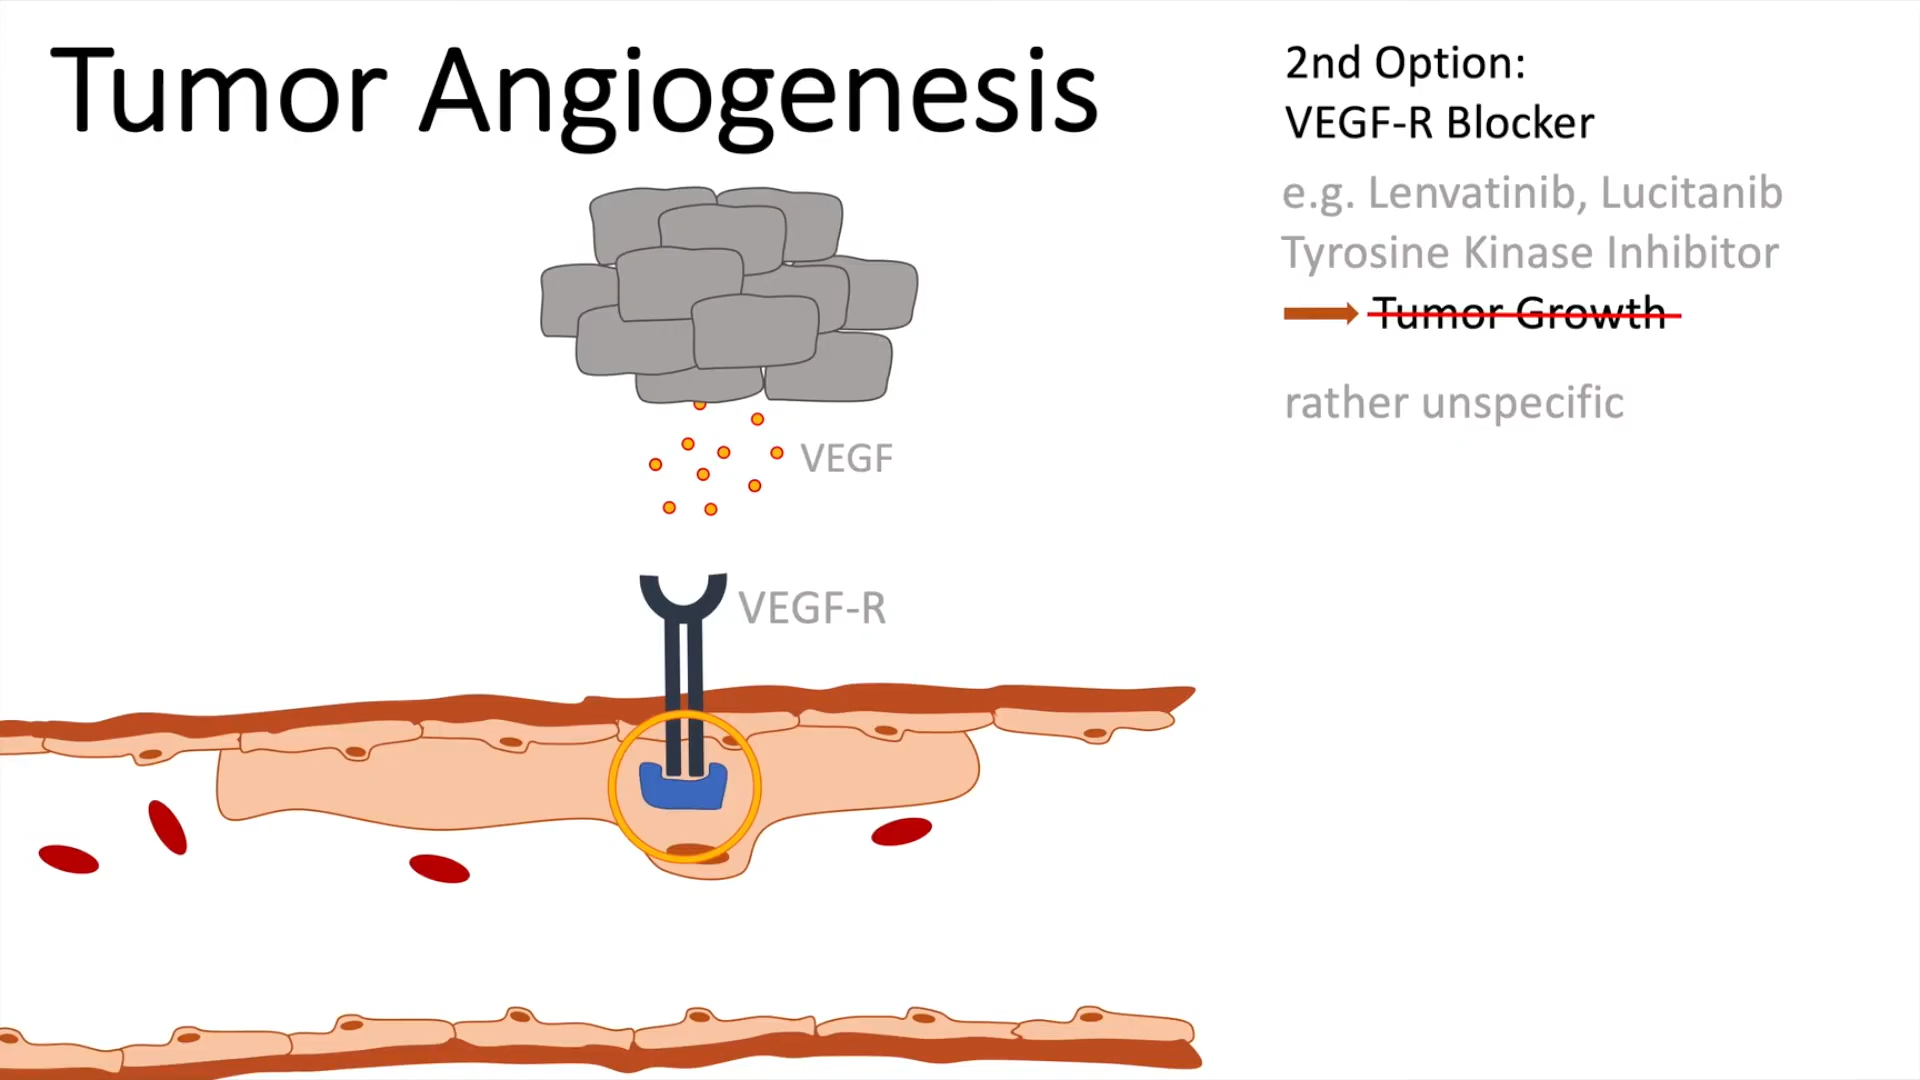 Tumor Angiogenesis
2nd Option:
VEGF-R Blocker
e.g. Lenvatinib, Lucitanib
Tyrosine Kinase Inhibitor
Tumor Growth
rather unspecific
VEGF
VEGF-R